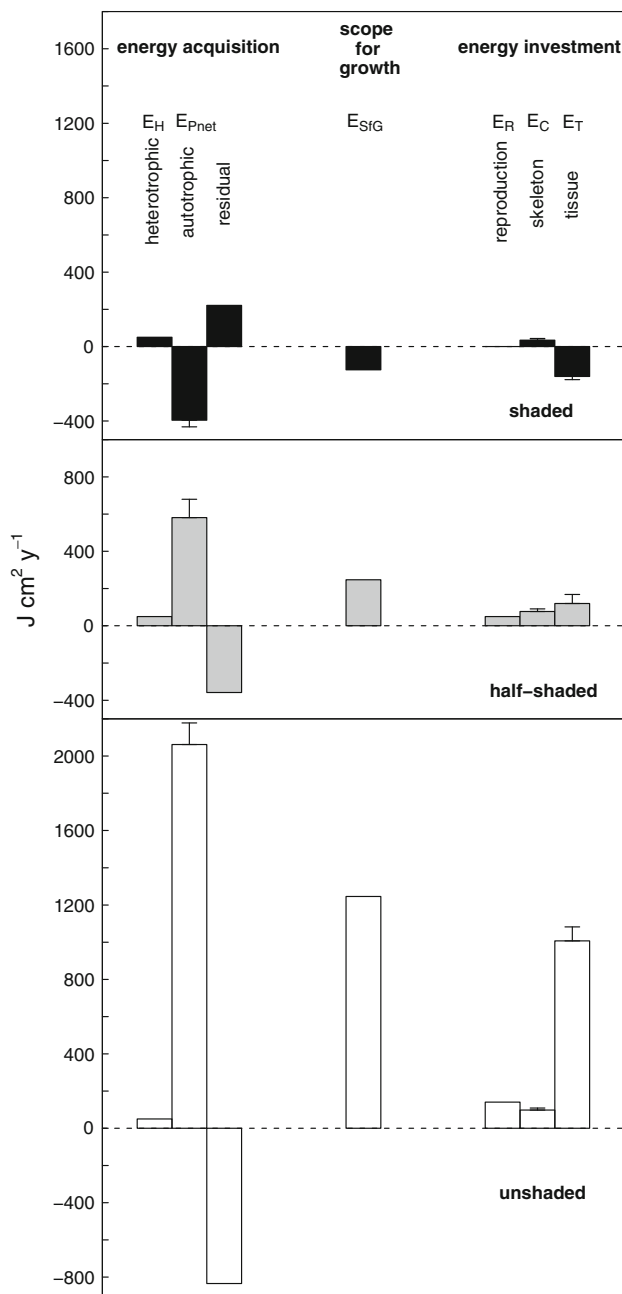 energy acquisition
scope
for
growth
energy investment
E_H E_Pnet E_SfG E_R E_C E_T
heterotrophic
autotrophic
residual
reproduction
skeleton
tissue
1600
1200
800
400
0
−400
shaded
800
400
0
−400
half−shaded
J cm² y⁻¹
2000
1600
1200
800
400
0
−400
−800
unshaded